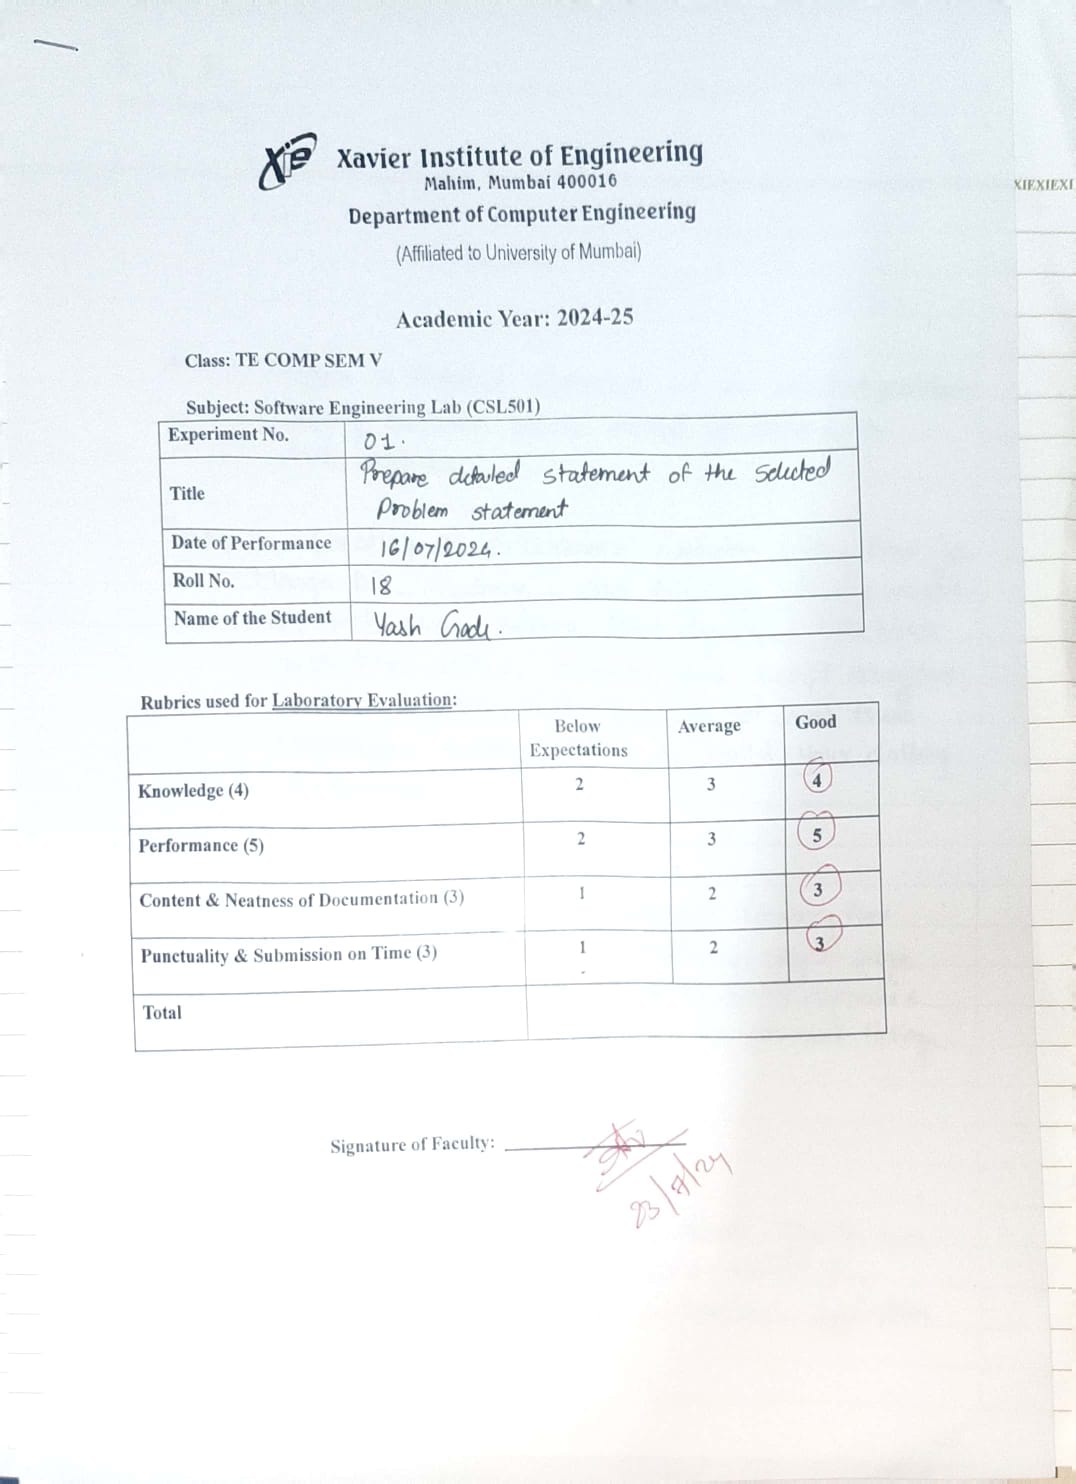 Xie Xavier Institute of Engineering
Mahim, Mumbai 400016
Department of Computer Engineering
(Affiliated to University of Mumbai)
XIEXIEXI
Academic Year: 2024-25
Class: TE COMP SEM V
Subject: Software Engineering Lab (CSL501)
Experiment No. 01.
Title Prepare detailed statement of the selected
Problem statement
Date of Performance 16/07/2024.
Roll No. 18
Name of the Student Yash Gade.
Rubrics used for Laboratory Evaluation:
Below Expectations Average Good
Knowledge (4) 2 3 4
Performance (5) 2 3 5
Content & Neatness of Documentation (3) 1 2 3
Punctuality & Submission on Time (3) 1 2 3
Total
Signature of Faculty:
23/7/24